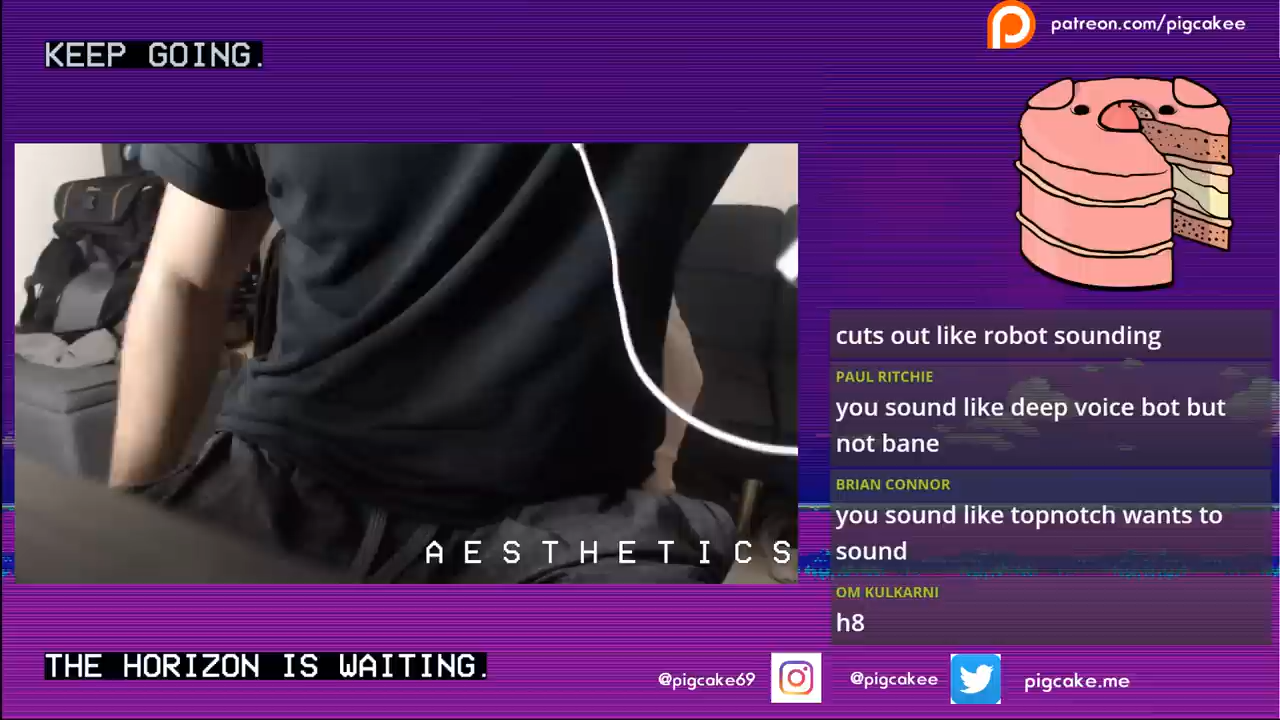 KEEP GOING.
patreon.com/pigcakee
cuts out like robot sounding
PAUL RITCHIE
you sound like deep voice bot but
not bane
BRIAN CONNOR
you sound like topnotch wants to
sound
OM KULKARNI
h8
A E S T H E T I C S
THE HORIZON IS WAITING.
@pigcake69
@pigcakee
pigcake.me